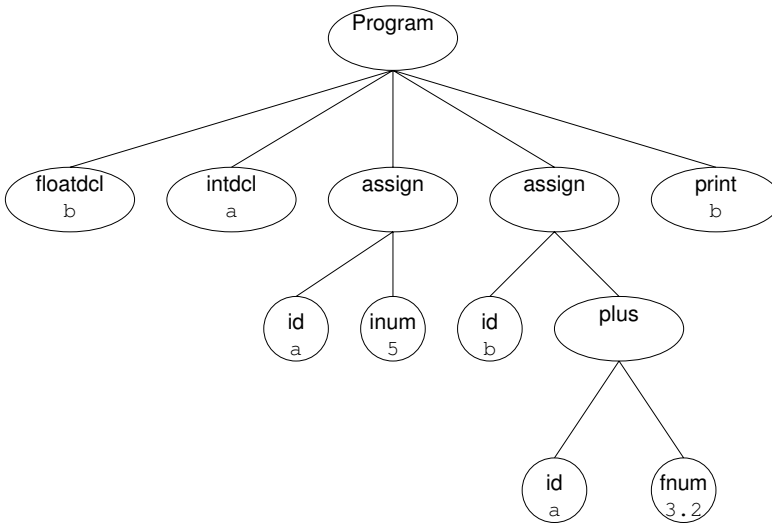 Program
floatdcl
b
intdcl
a
assign
assign
print
b
id
a
inum
5
id
b
plus
id
a
fnum
3.2